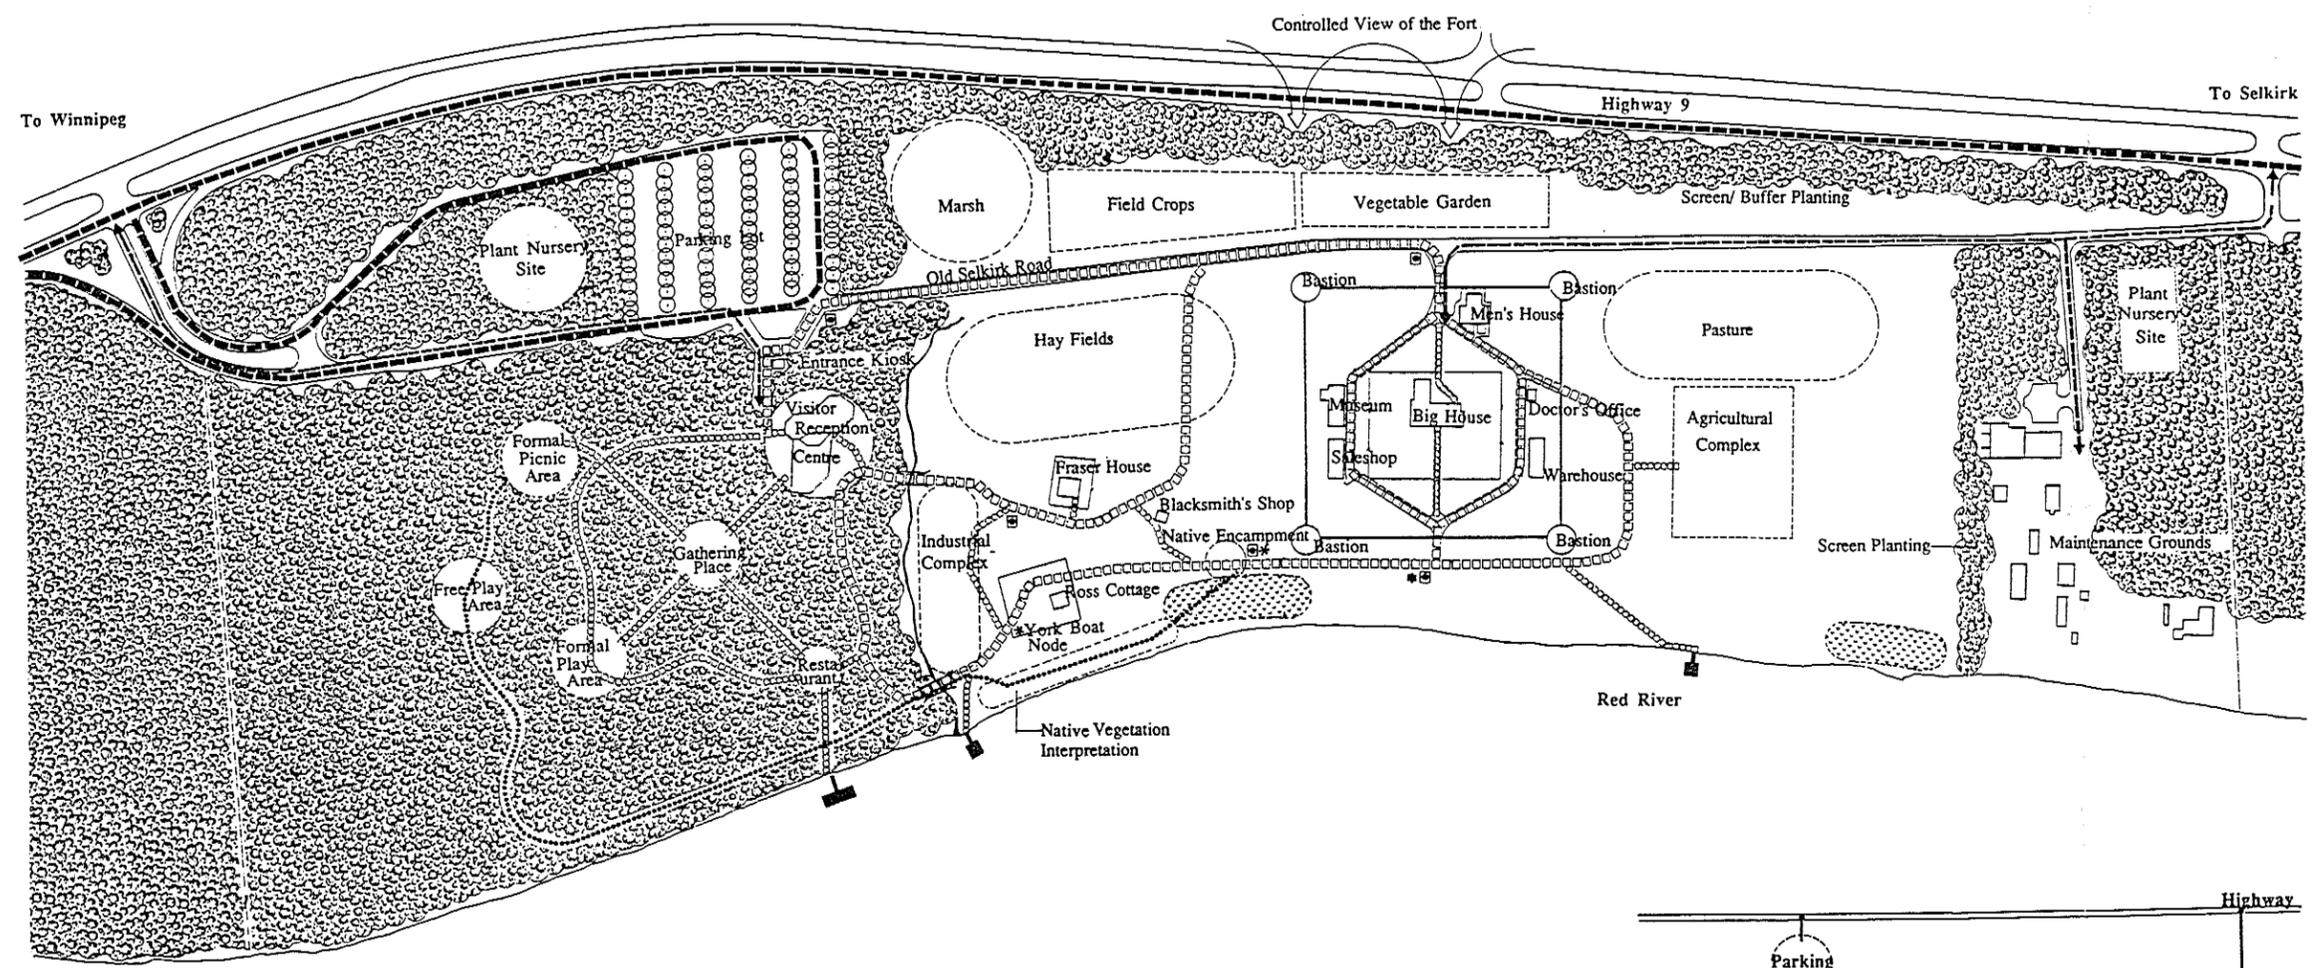 Controlled View of the Fort
To Winnipeg
Highway 9
To Selkirk
Marsh
Field Crops
Vegetable Garden
Screen/ Buffer Planting
Plant Nursery
Site
Parking Lot
Old Selkirk Road
Bastion
Bastion
Men's House
Pasture
Plant
Nursery
Site
Hay Fields
Entrance Kiosk
Visitor
Reception
Centre
Museum
Big House
Doctor's Office
Agricultural
Complex
Formal
Picnic
Area
Fraser House
Saleshop
Warehouse
Blacksmith's Shop
Native Encampment
Bastion
Bastion
Screen Planting
Maintenance Grounds
Gathering
Place
Industrial
Complex
Free Play
Area
Ross Cottage
*York Boat
Node
Formal
Play
Area
Resta
urant
Red River
Native Vegetation
Interpretation
Highway
Parking